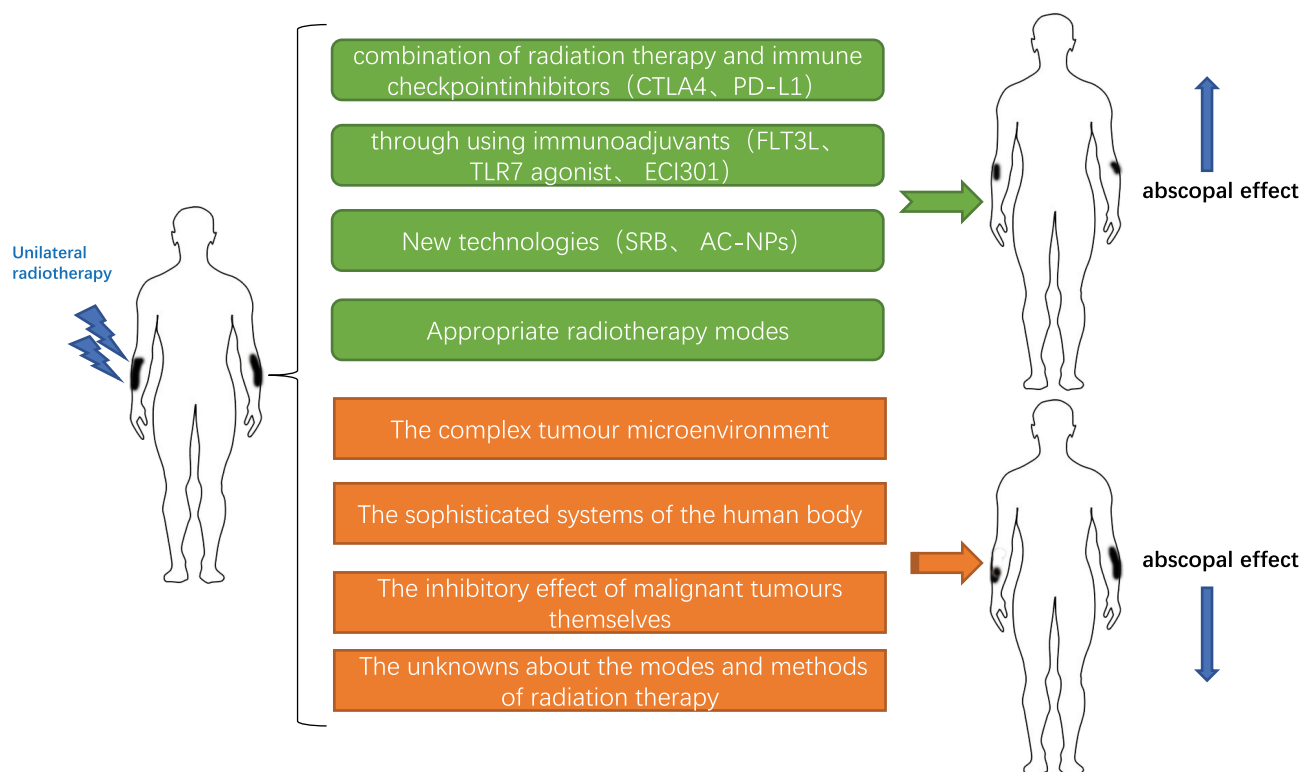 Unilateral
radiotherapy
combination of radiation therapy and immune
checkpointinhibitors（CTLA4、PD-L1）
through using immunoadjuvants（FLT3L、
TLR7 agonist、 ECI301）
New technologies（SRB、 AC-NPs）
Appropriate radiotherapy modes
The complex tumour microenvironment
The sophisticated systems of the human body
The inhibitory effect of malignant tumours
themselves
The unknowns about the modes and methods
of radiation therapy
abscopal effect
abscopal effect